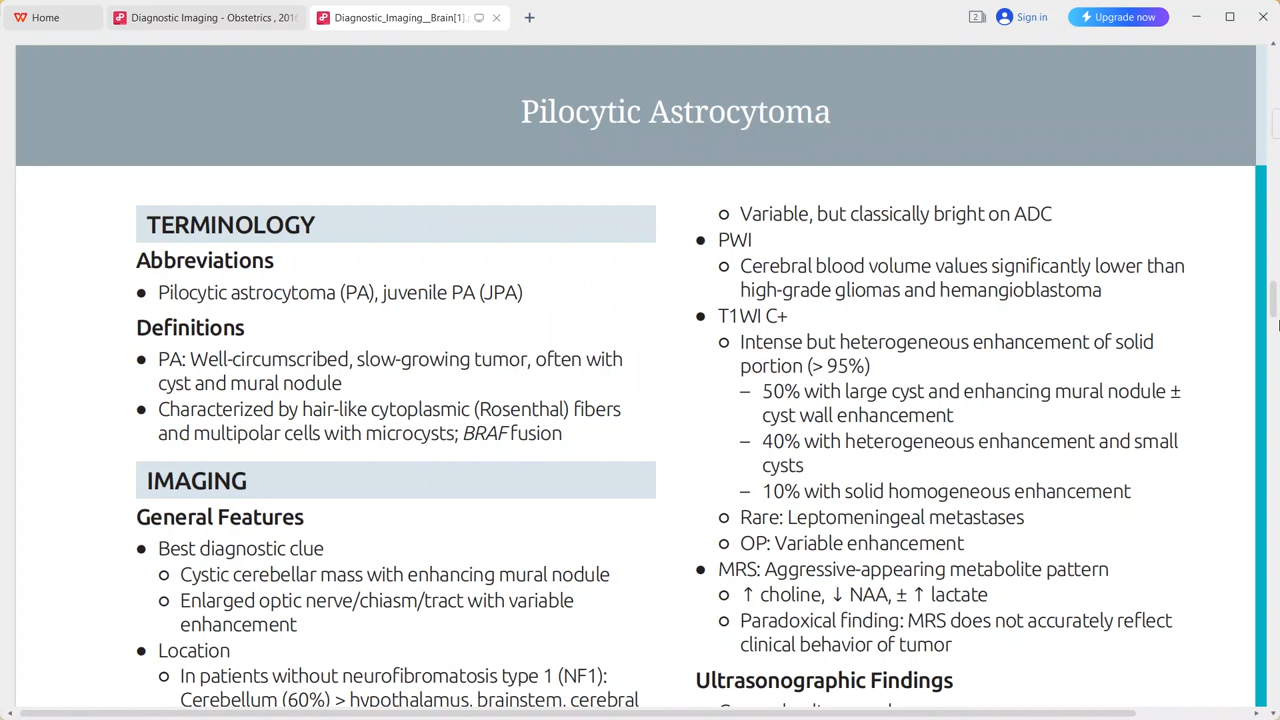 Home
Diagnostic Imaging - Obstetrics , 201
Diagnostic_Imaging__Brain[1].
2
Sign in
Upgrade now
Pilocytic Astrocytoma
TERMINOLOGY
Abbreviations
● Pilocytic astrocytoma (PA), juvenile PA (JPA)
Definitions
● PA: Well-circumscribed, slow-growing tumor, often with
cyst and mural nodule
● Characterized by hair-like cytoplasmic (Rosenthal) fibers
and multipolar cells with microcysts; BRAF fusion
IMAGING
General Features
● Best diagnostic clue
○ Cystic cerebellar mass with enhancing mural nodule
○ Enlarged optic nerve/chiasm/tract with variable
enhancement
● Location
○ In patients without neurofibromatosis type 1 (NF1):
Cerebellum (60%) > hypothalamus, brainstem, cerebral
○ Variable, but classically bright on ADC
● PWI
○ Cerebral blood volume values significantly lower than
high-grade gliomas and hemangioblastoma
● T1WI C+
○ Intense but heterogeneous enhancement of solid
portion (> 95%)
– 50% with large cyst and enhancing mural nodule ±
cyst wall enhancement
– 40% with heterogeneous enhancement and small
cysts
– 10% with solid homogeneous enhancement
○ Rare: Leptomeningeal metastases
○ OP: Variable enhancement
● MRS: Aggressive-appearing metabolite pattern
○ ↑ choline, ↓ NAA, ± ↑ lactate
○ Paradoxical finding: MRS does not accurately reflect
clinical behavior of tumor
Ultrasonographic Findings